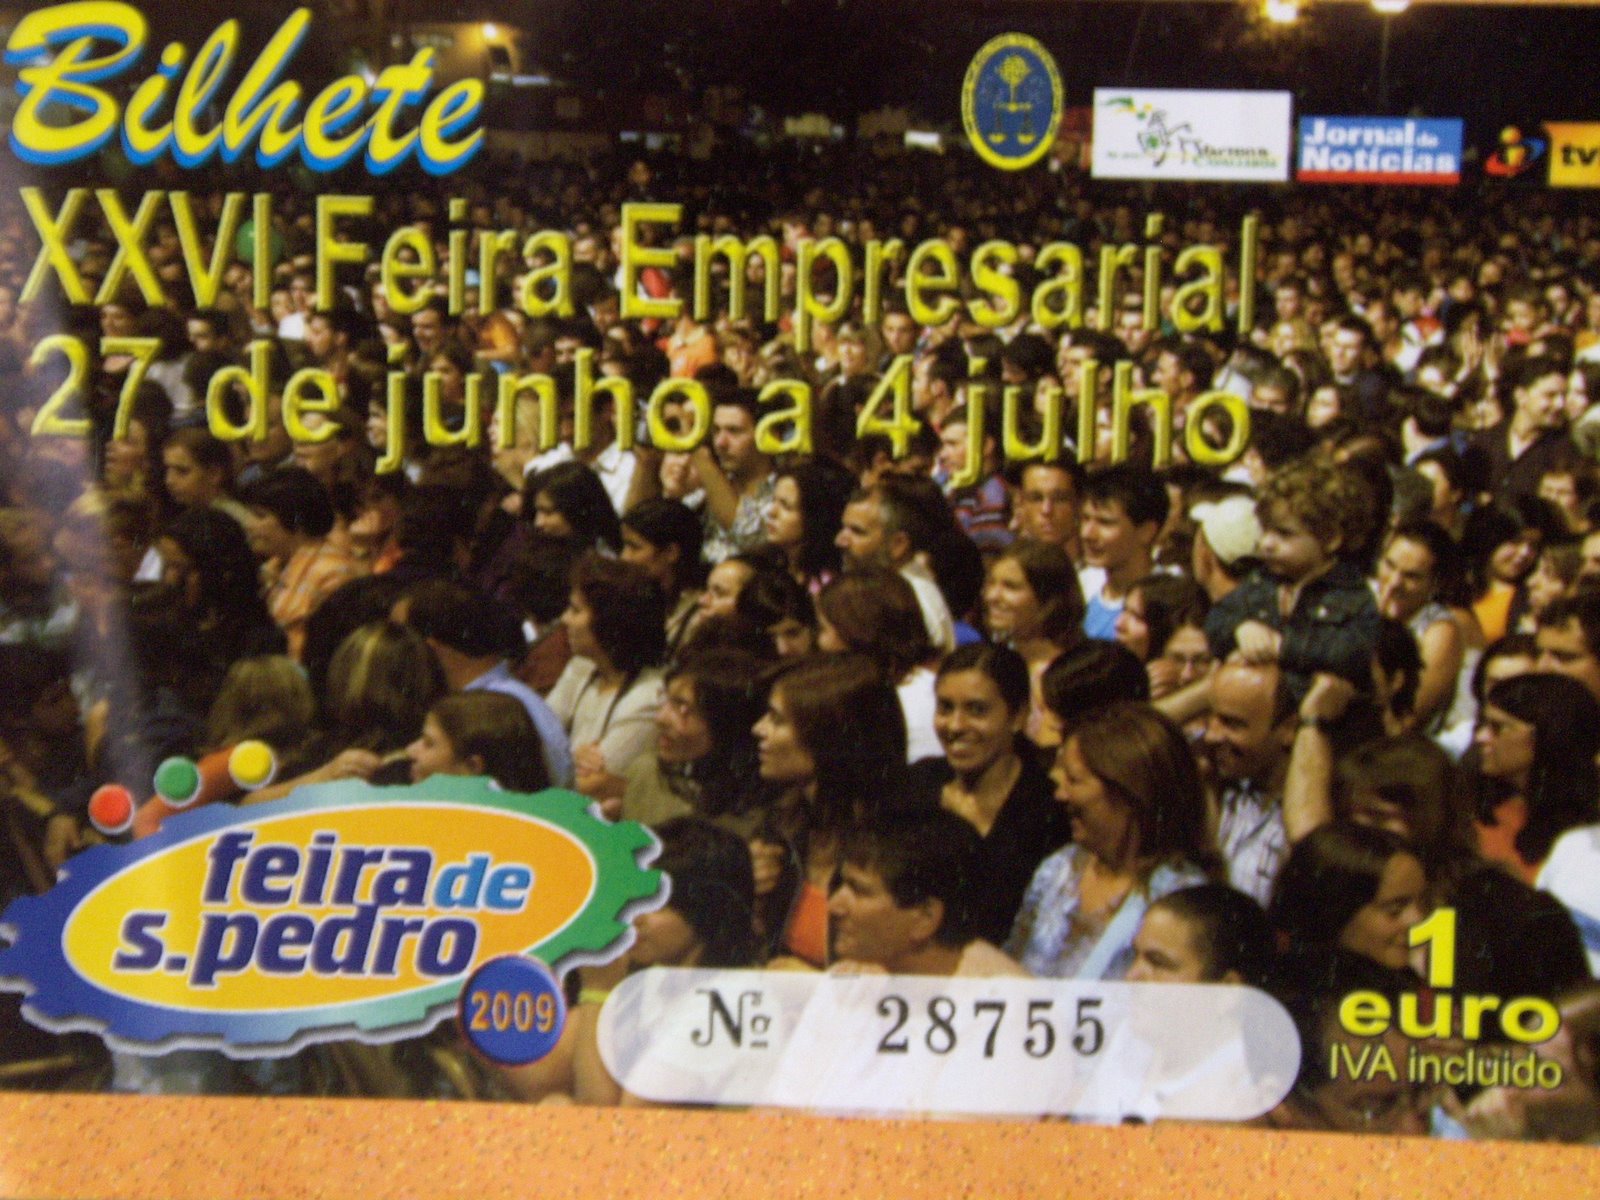 Bilhete
Jornal de
Notícias
tv
XXVI Feira Empresarial
27 de junho a 4 julho
feira de
s.pedro
2009
Nº 28755
1
euro
IVA incluido